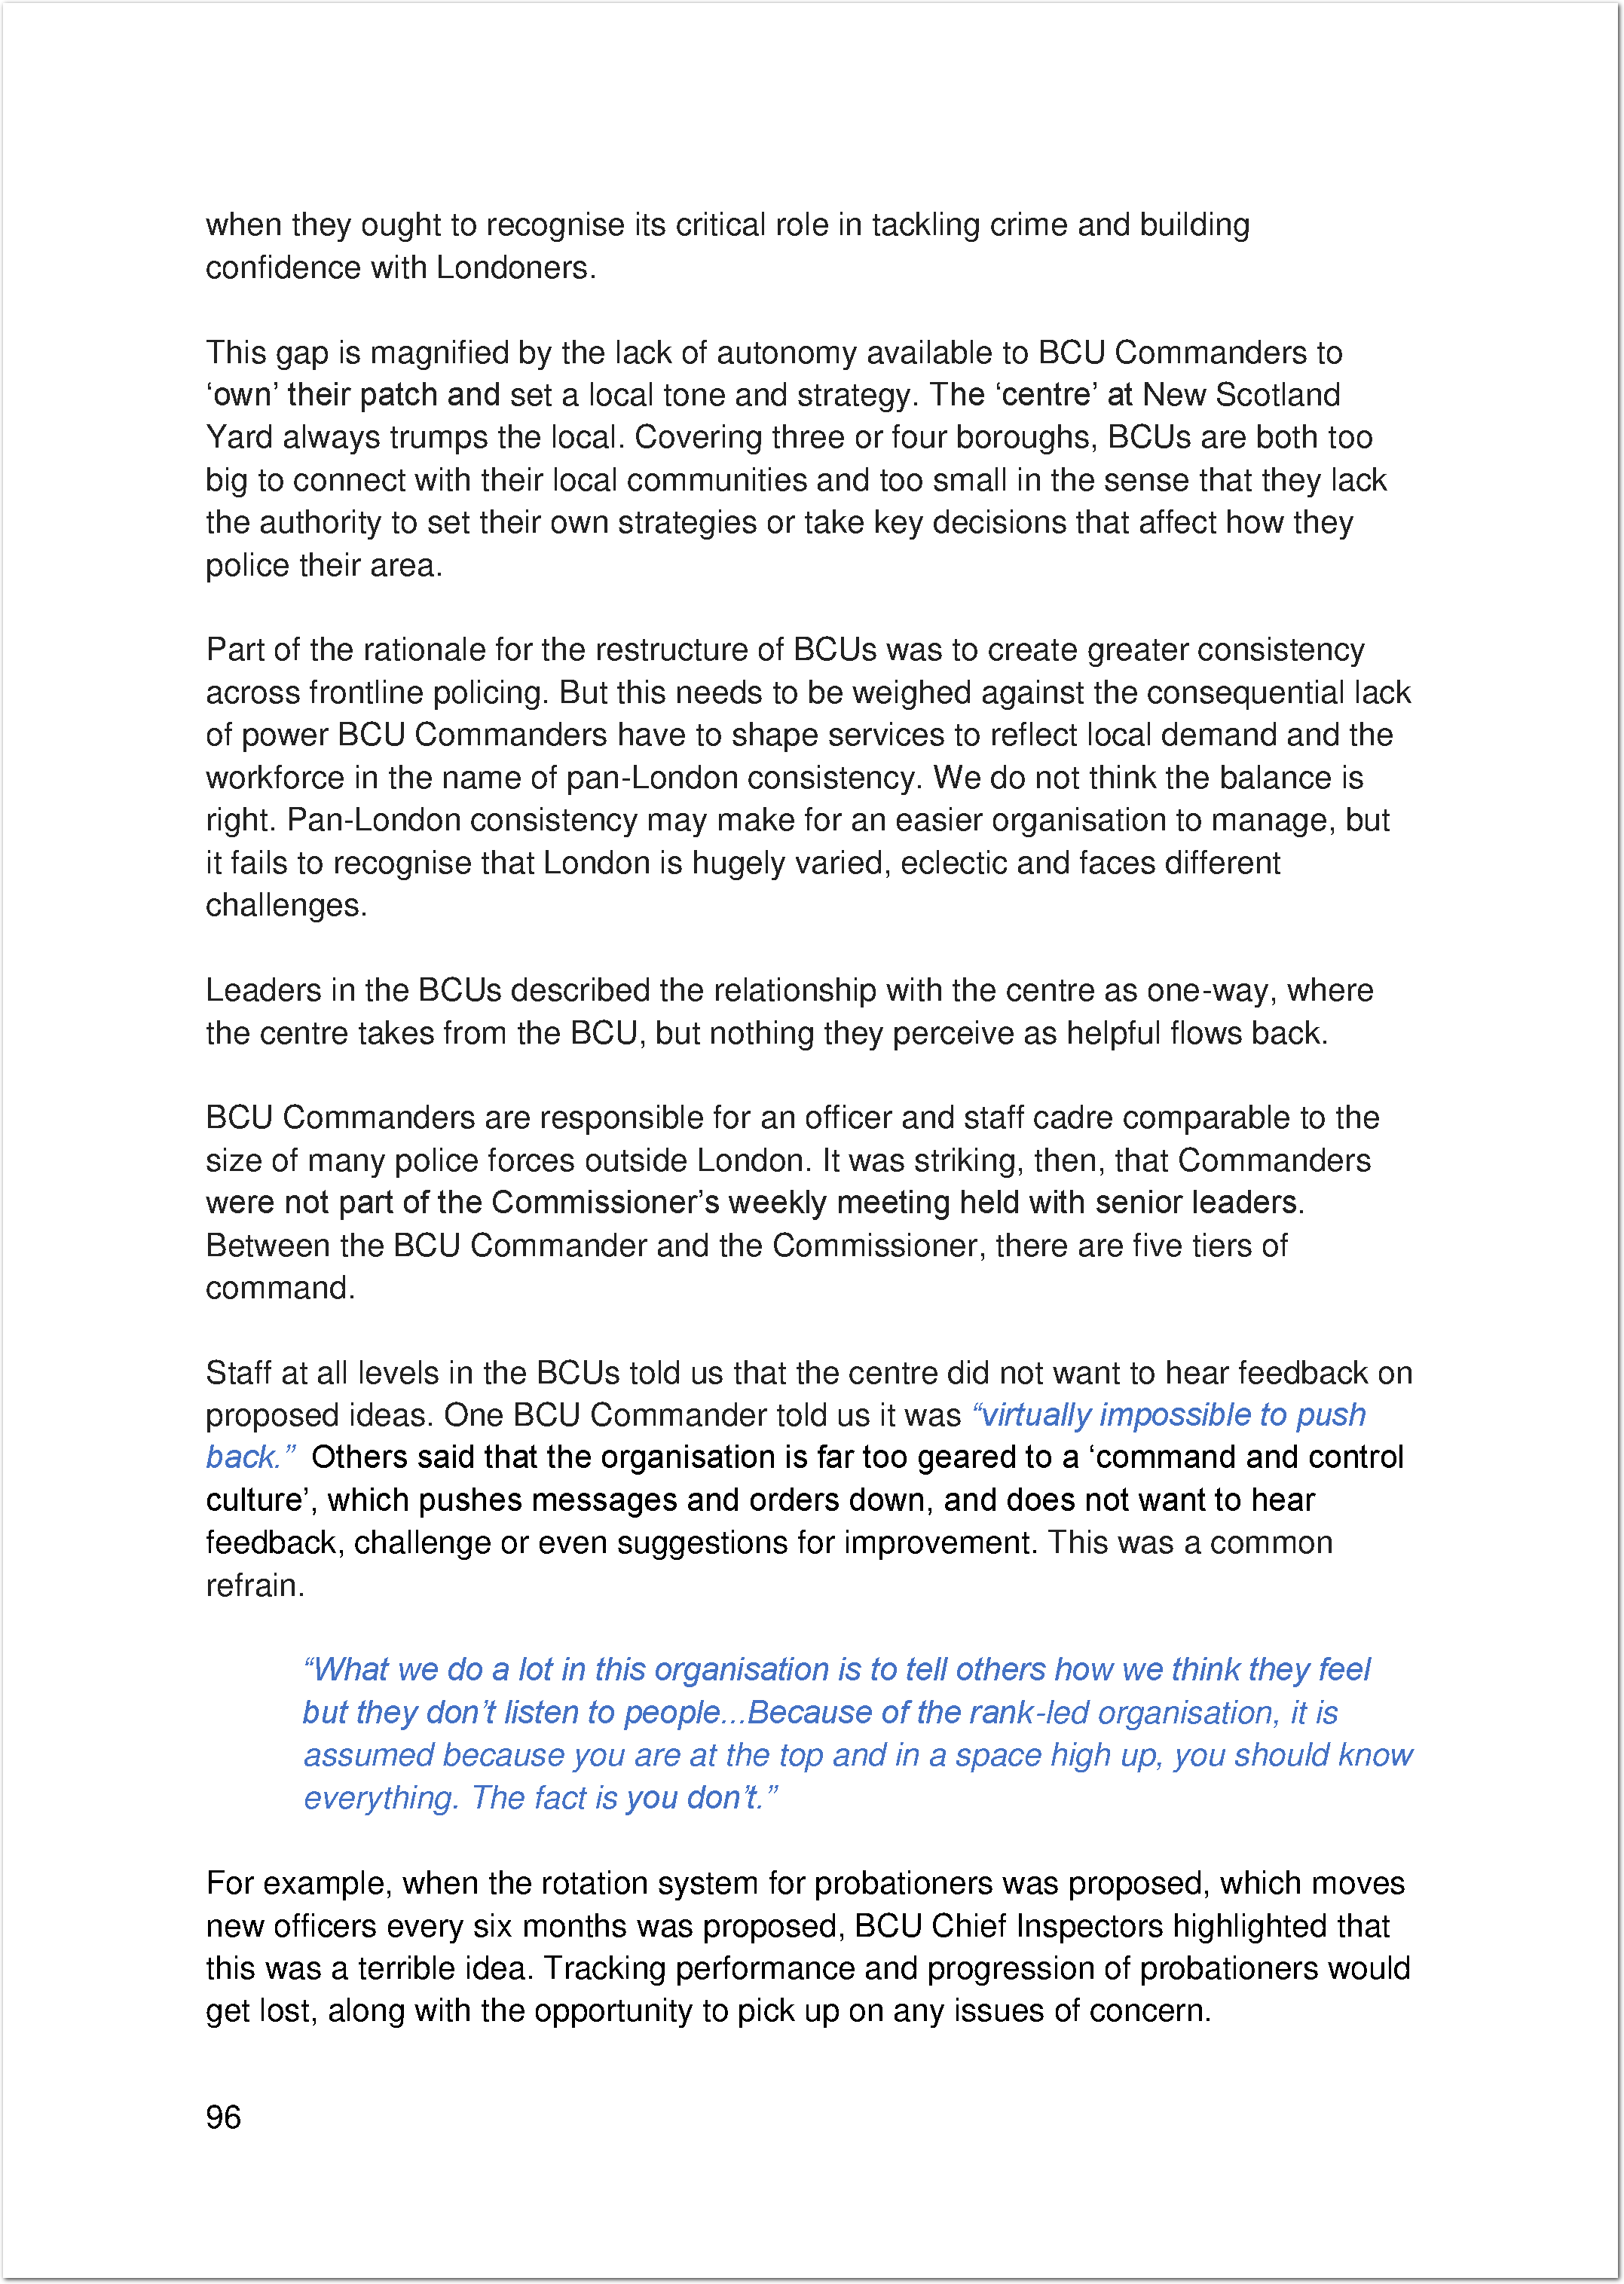 when they ought to recognise its critical role in tackling crime and building
confidence with Londoners.
This gap is magnified by the lack of autonomy available to BCU Commanders to
‘own’ their patch and set a local tone and strategy. The ‘centre’ at New Scotland
Yard always trumps the local. Covering three or four boroughs, BCUs are both too
big to connect with their local communities and too small in the sense that they lack
the authority to set their own strategies or take key decisions that affect how they
police their area.
Part of the rationale for the restructure of BCUs was to create greater consistency
across frontline policing. But this needs to be weighed against the consequential lack
of power BCU Commanders have to shape services to reflect local demand and the
workforce in the name of pan-London consistency. We do not think the balance is
right. Pan-London consistency may make for an easier organisation to manage, but
it fails to recognise that London is hugely varied, eclectic and faces different
challenges.
Leaders in the BCUs described the relationship with the centre as one-way, where
the centre takes from the BCU, but nothing they perceive as helpful flows back.
BCU Commanders are responsible for an officer and staff cadre comparable to the
size of many police forces outside London. It was striking, then, that Commanders
were not part of the Commissioner’s weekly meeting held with senior leaders.
Between the BCU Commander and the Commissioner, there are five tiers of
command.
Staff at all levels in the BCUs told us that the centre did not want to hear feedback on
proposed ideas. One BCU Commander told us it was “virtually impossible to push
back.” Others said that the organisation is far too geared to a ‘command and control
culture’, which pushes messages and orders down, and does not want to hear
feedback, challenge or even suggestions for improvement. This was a common
refrain.
“What we do a lot in this organisation is to tell others how we think they feel
but they don’t listen to people...Because of the rank-led organisation, it is
assumed because you are at the top and in a space high up, you should know
everything. The fact is you don’t.”
For example, when the rotation system for probationers was proposed, which moves
new officers every six months was proposed, BCU Chief Inspectors highlighted that
this was a terrible idea. Tracking performance and progression of probationers would
get lost, along with the opportunity to pick up on any issues of concern.
96